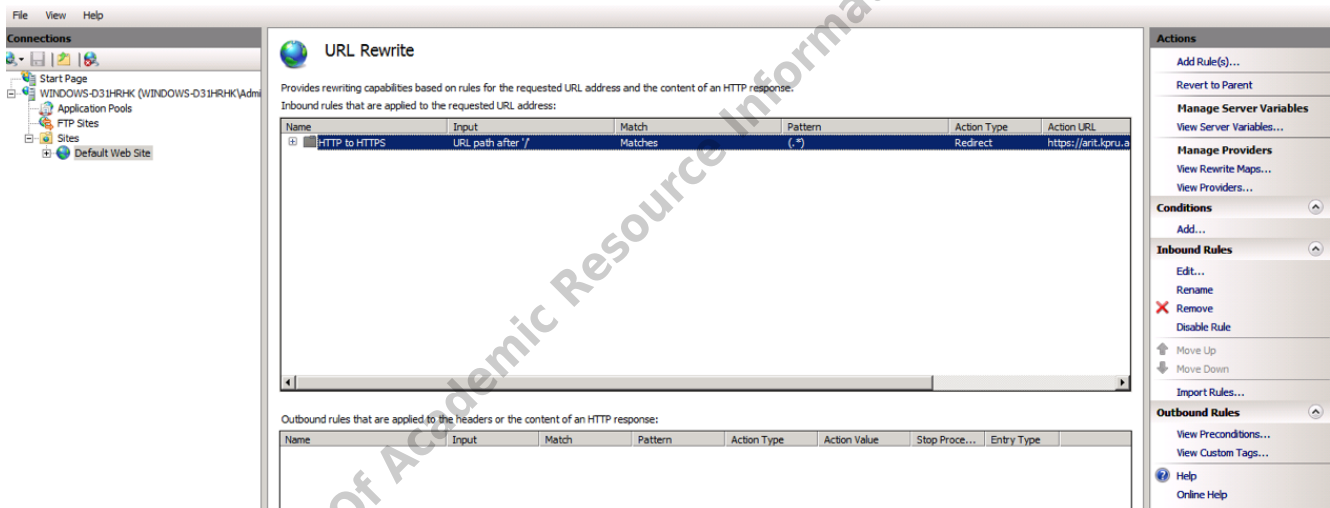 File View Help
Connections
Start Page
WINDOWS-D31HRHK (WINDOWS-D31HRHK\Admi
Application Pools
FTP Sites
Sites
Default Web Site
URL Rewrite
Provides rewriting capabilities based on rules for the requested URL address and the content of an HTTP response.
Inbound rules that are applied to the requested URL address:
Name Input Match Pattern Action Type Action URL
HTTP to HTTPS URL path after '/' Matches (.*) Redirect https://arit.kpru.a
Outbound rules that are applied to the headers or the content of an HTTP response:
Name Input Match Pattern Action Type Action Value Stop Proce... Entry Type
Actions
Add Rule(s)...
Revert to Parent
Manage Server Variables
View Server Variables...
Manage Providers
View Rewrite Maps...
View Providers...
Conditions
Add...
Inbound Rules
Edit...
Rename
Remove
Disable Rule
Move Up
Move Down
Import Rules...
Outbound Rules
View Preconditions...
View Custom Tags...
Help
Online Help
Of Academic Resource Informa